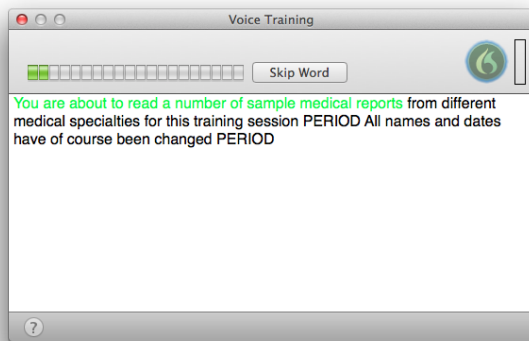 Voice Training
Skip Word
You are about to read a number of sample medical reports from different
medical specialties for this training session PERIOD All names and dates
have of course been changed PERIOD
?